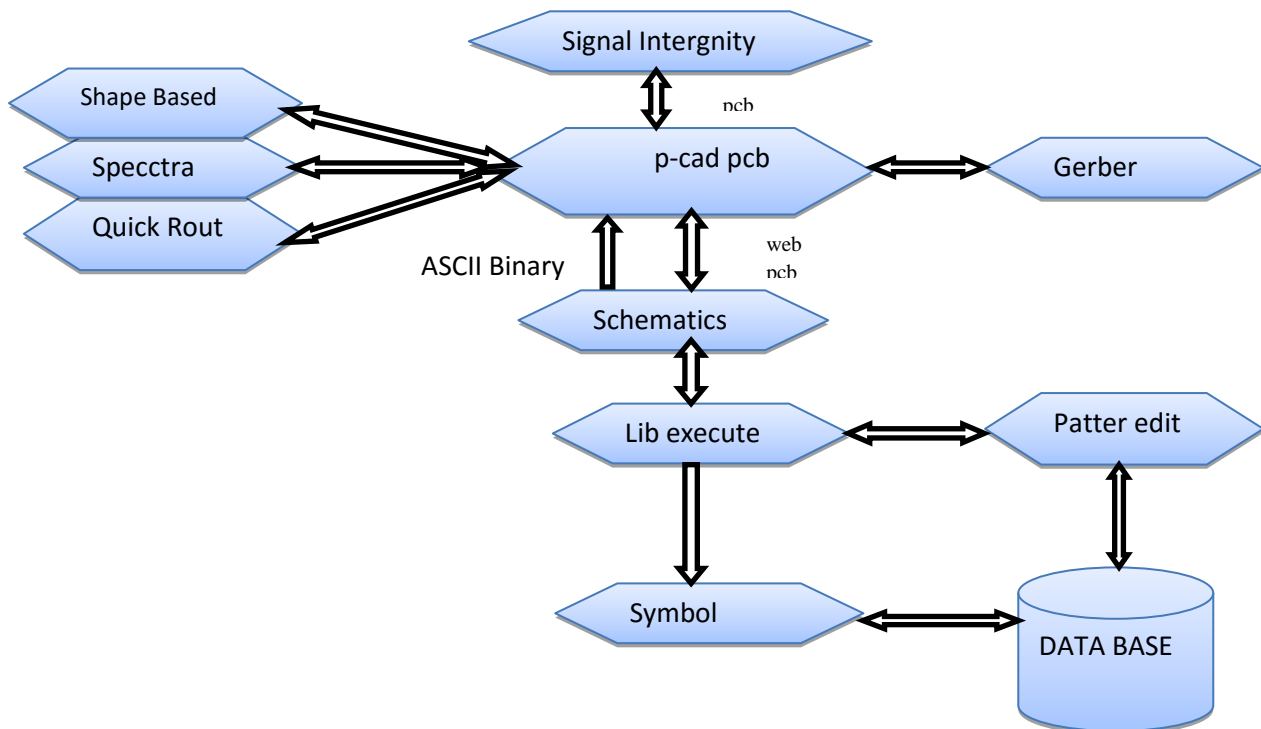 Signal Intergnity
Shape Based
pcb
Specctra
p-cad pcb
Gerber
Quick Rout
web
ASCII Binary
pcb
Schematics
Lib execute
Patter edit
Symbol
DATA BASE